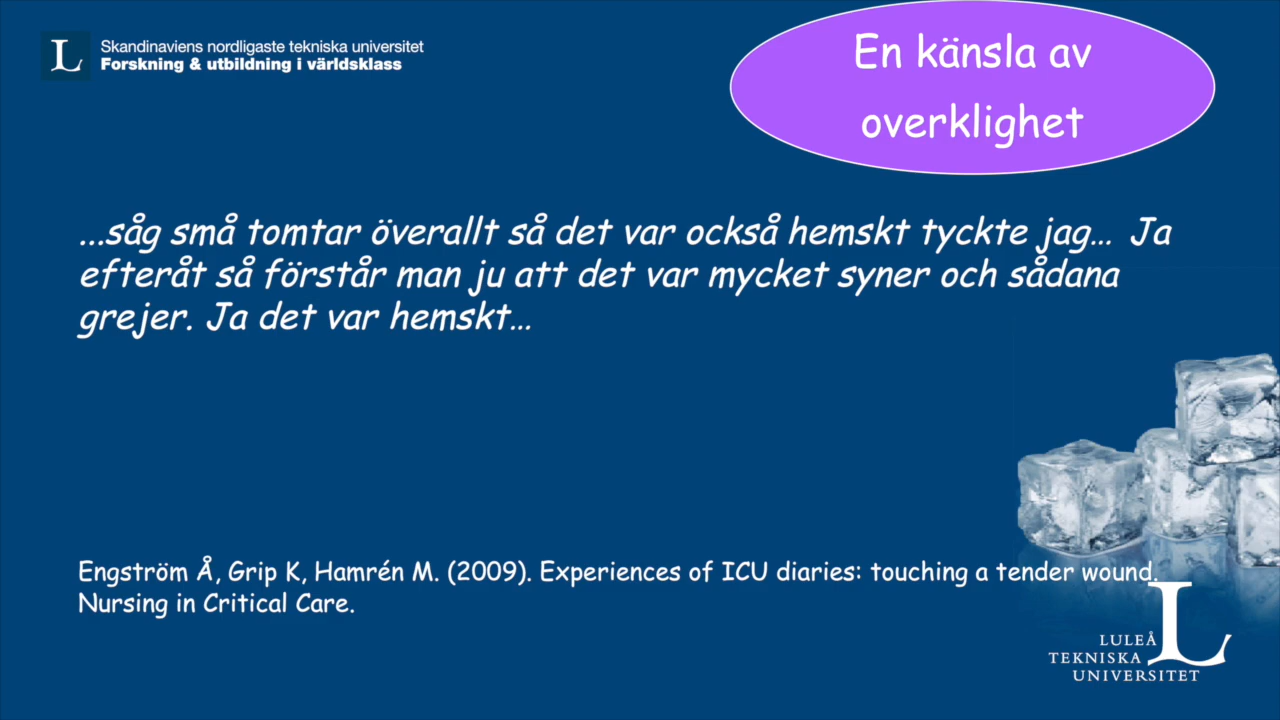 Skandinaviens nordligaste tekniska universitet
Forskning & utbildning i världsklass
En känsla av
overklighet
...såg små tomtar överallt så det var också hemskt tyckte jag… Ja
efteråt så förstår man ju att det var mycket syner och sådana
grejer. Ja det var hemskt…
Engström Å, Grip K, Hamrén M. (2009). Experiences of ICU diaries: touching a tender wound.
Nursing in Critical Care.
LULEÅ
TEKNISKA
UNIVERSITET